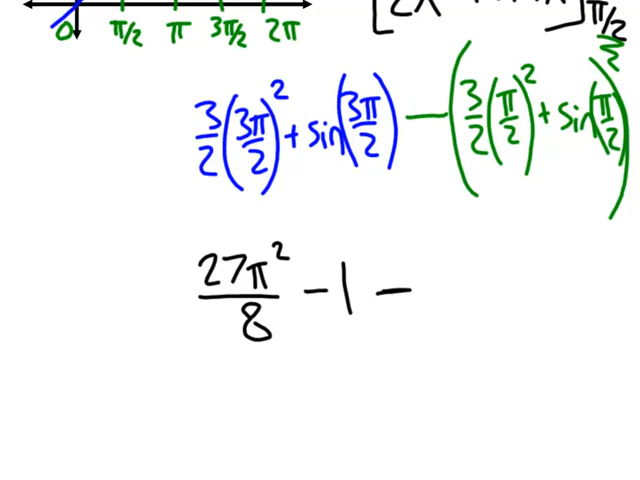 0 π/2 π 3π/2 2π
]π/2
3/2(3π/2)² + sin(3π/2) — (3/2(π/2)² + sin(π/2))
27π²/8 − 1 −